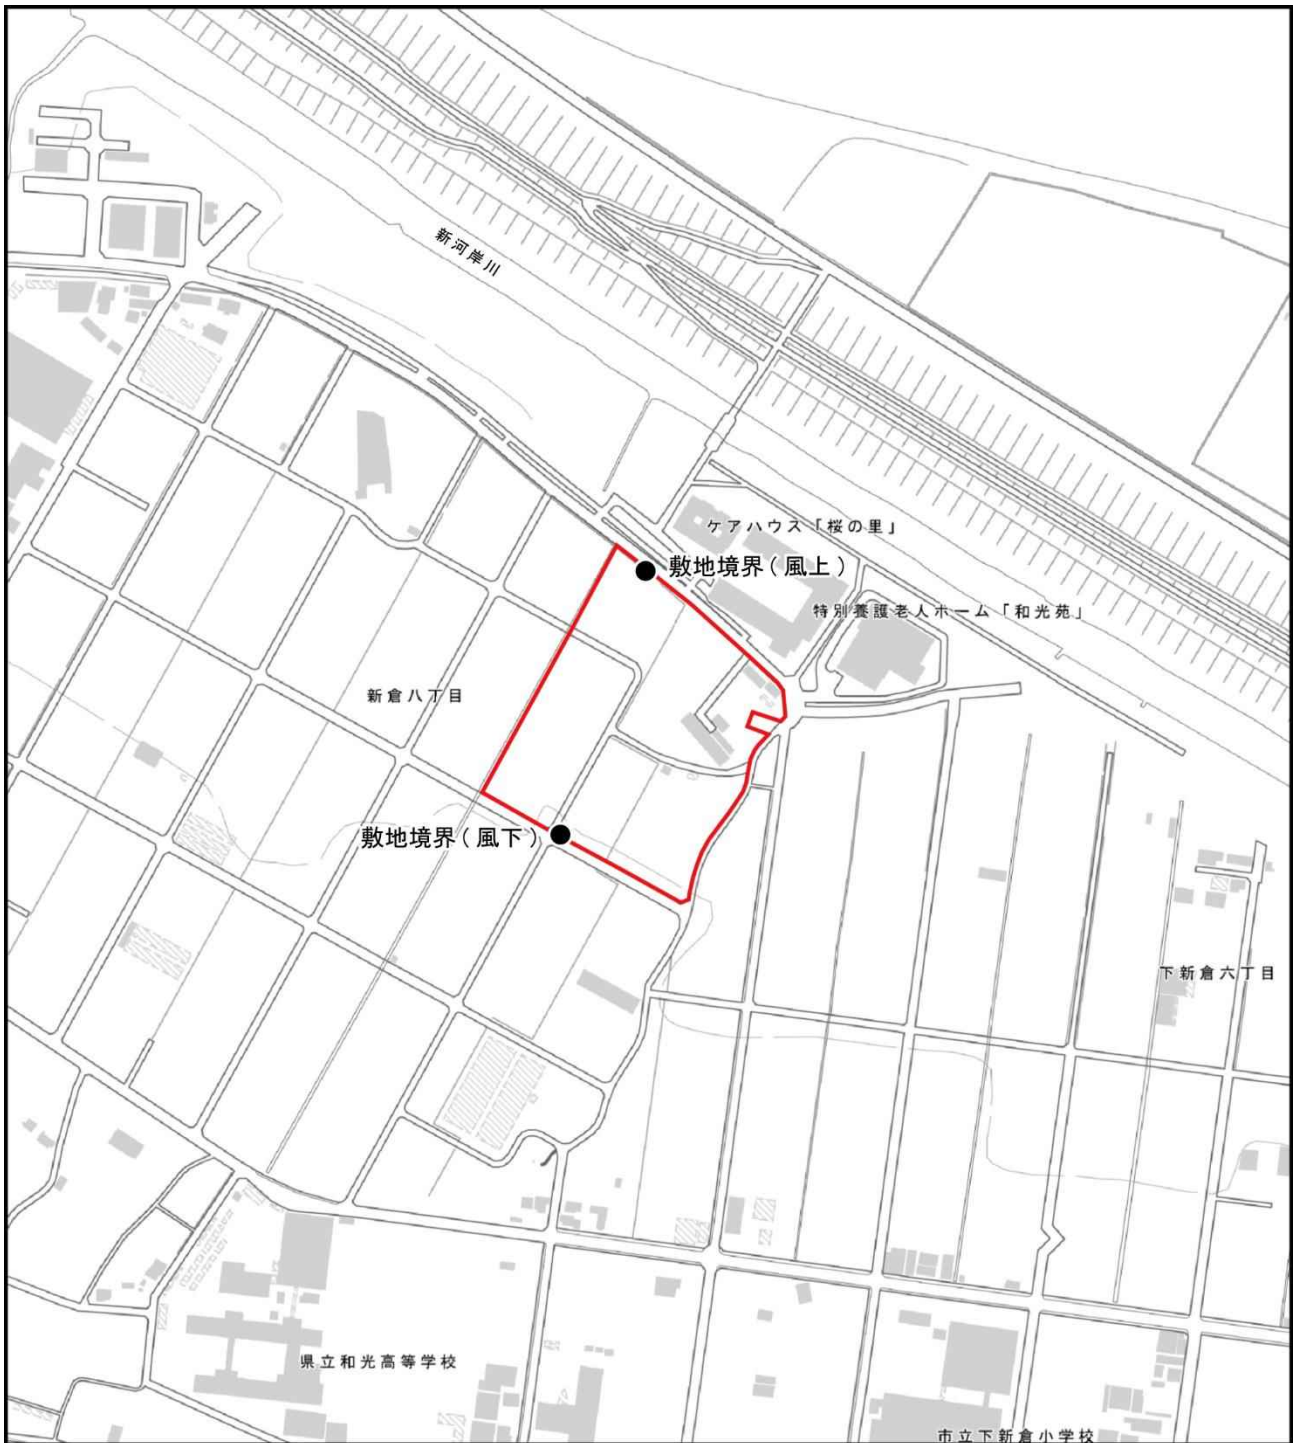 新河岸川
ケアハウス「桜の里」
敷地境界（風上）
特別養護老人ホーム「和光苑」
新倉八丁目
敷地境界（風下）
下新倉六丁目
県立和光高等学校
市立下新倉小学校